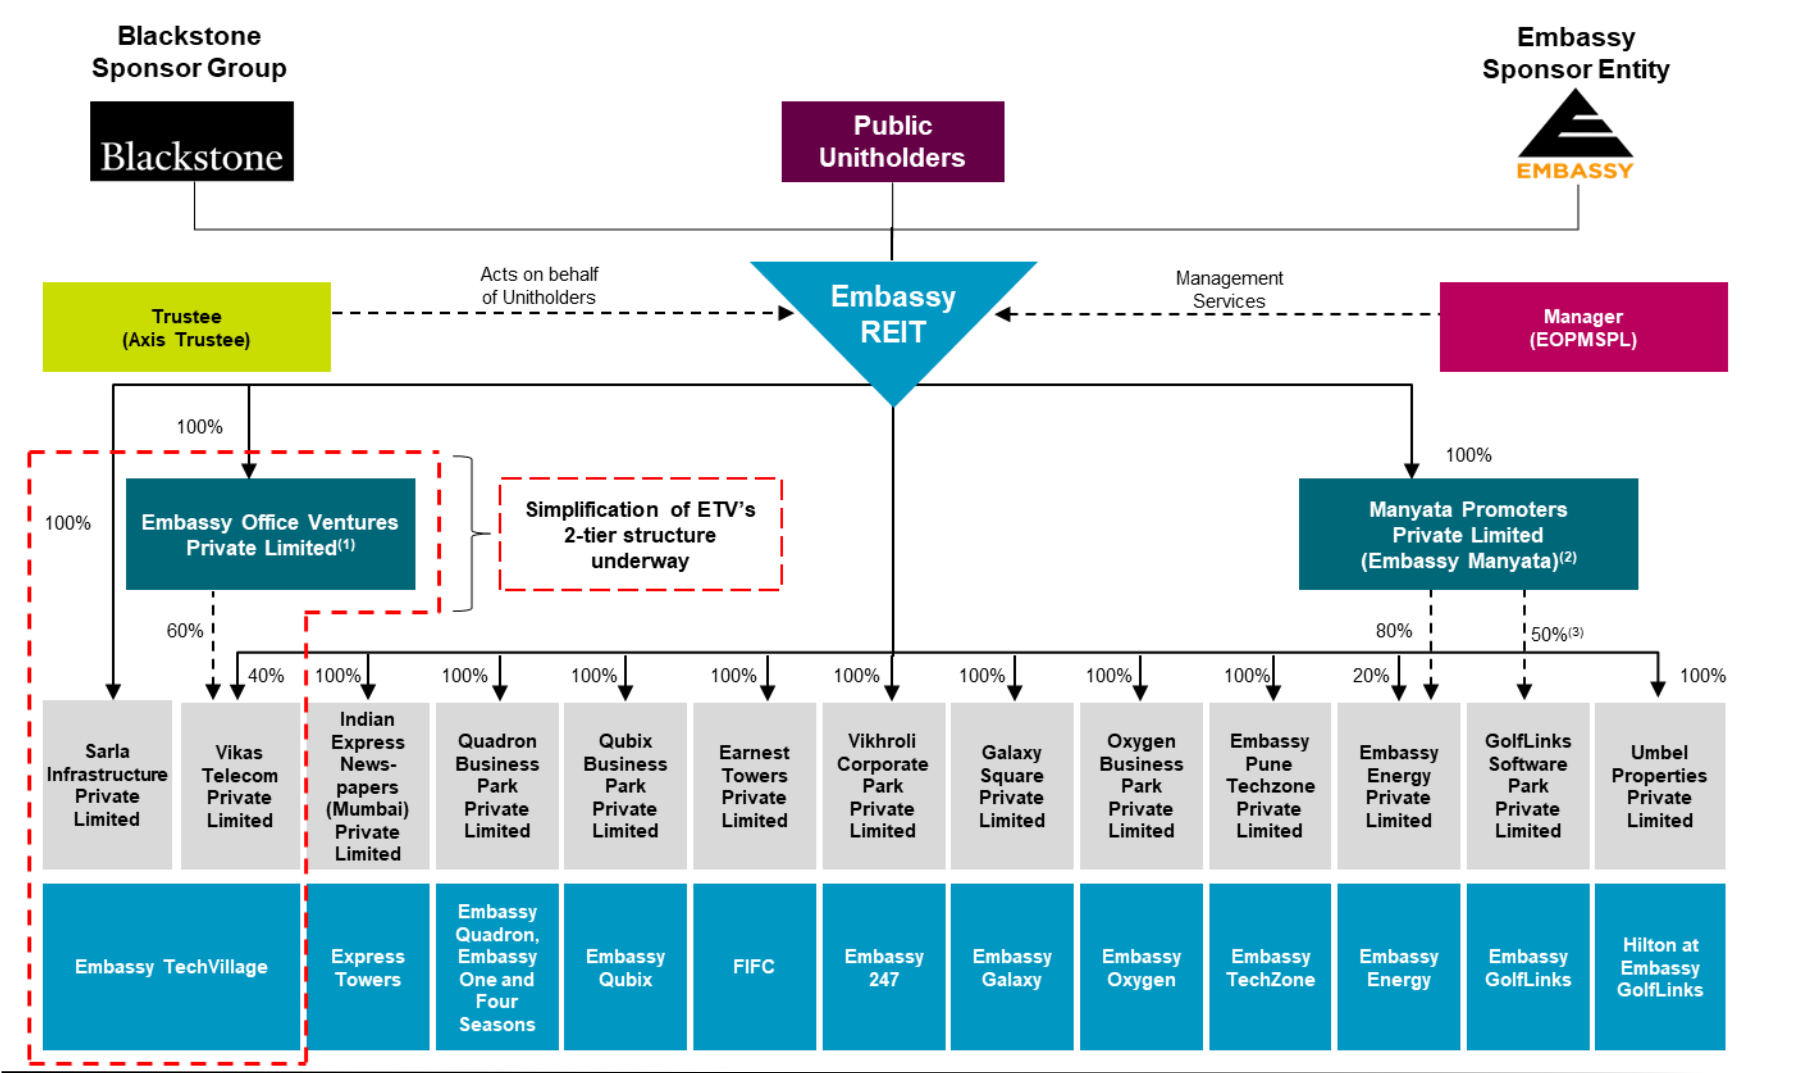 Blackstone
Sponsor Group
Blackstone
Public
Unitholders
Embassy
Sponsor Entity
EMBASSY
Trustee
(Axis Trustee)
Acts on behalf
of Unitholders
Embassy
REIT
Management
Services
Manager
(EOPMSPL)
100%
100%
100%
Embassy Office Ventures
Private Limited(1)
Simplification of ETV's
2-tier structure
underway
Manyata Promoters
Private Limited
(Embassy Manyata)(2)
60%
80%
50%(3)
40%
100%
100%
100%
100%
100%
100%
100%
100%
20%
100%
Sarla
Infrastructure
Private
Limited
Vikas
Telecom
Private
Limited
Indian
Express
News-
papers
(Mumbai)
Private
Limited
Quadron
Business
Park
Private
Limited
Qubix
Business
Park
Private
Limited
Earnest
Towers
Private
Limited
Vikhroli
Corporate
Park
Private
Limited
Galaxy
Square
Private
Limited
Oxygen
Business
Park
Private
Limited
Embassy
Pune
Techzone
Private
Limited
Embassy
Energy
Private
Limited
GolfLinks
Software
Park
Private
Limited
Umbel
Properties
Private
Limited
Embassy TechVillage
Express
Towers
Embassy
Quadron,
Embassy
One and
Four
Seasons
Embassy
Qubix
FIFC
Embassy
247
Embassy
Galaxy
Embassy
Oxygen
Embassy
TechZone
Embassy
Energy
Embassy
GolfLinks
Hilton at
Embassy
GolfLinks